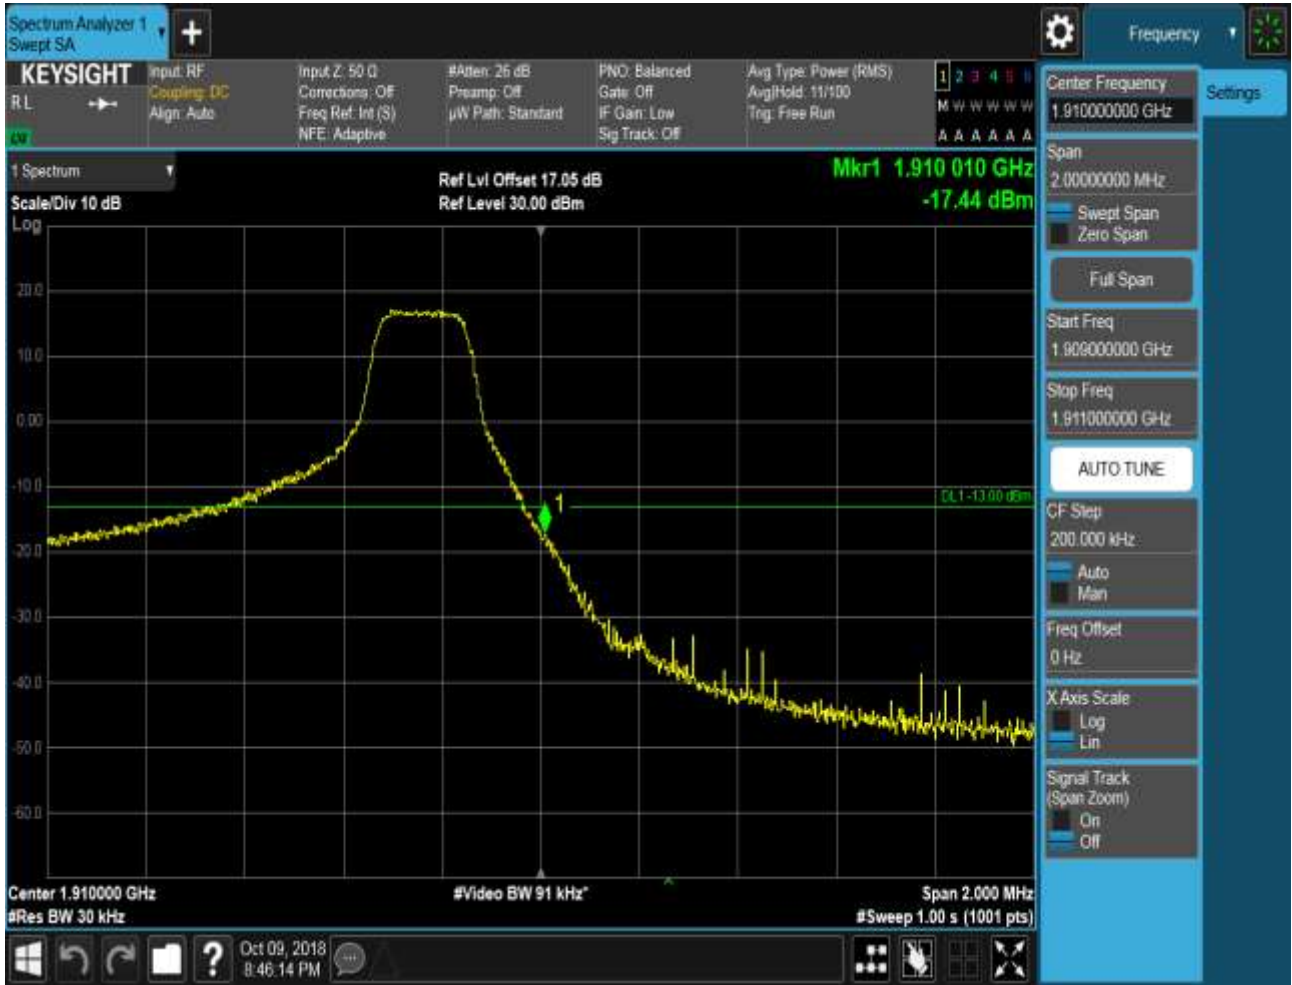 Spectrum Analyzer 1
Swept SA
+
Frequency
KEYSIGHT
R L
LXI
Input: RF
Coupling: DC
Align: Auto
Input Z: 50 Ω
Corrections: Off
Freq Ref: Int (S)
NFE: Adaptive
#Atten: 26 dB
Preamp: Off
µW Path: Standard
PNO: Balanced
Gate: Off
IF Gain: Low
Sig Track: Off
Avg Type: Power (RMS)
Avg|Hold: 11/100
Trig: Free Run
1 2 3 4 5 6
M W W W W W
A A A A A A
1 Spectrum
Scale/Div 10 dB
Log
Ref Lvl Offset 17.05 dB
Ref Level 30.00 dBm
Mkr1 1.910 010 GHz
-17.44 dBm
20.0
10.0
0.00
-10.0
-20.0
-30.0
-40.0
-50.0
-60.0
DL1 -13.00 dBm
1
Center 1.910000 GHz
#Res BW 30 kHz
#Video BW 91 kHz*
Span 2.000 MHz
#Sweep 1.00 s (1001 pts)
Center Frequency
1.910000000 GHz
Settings
Span
2.00000000 MHz
Swept Span
Zero Span
Full Span
Start Freq
1.909000000 GHz
Stop Freq
1.911000000 GHz
AUTO TUNE
CF Step
200.000 kHz
Auto
Man
Freq Offset
0 Hz
X Axis Scale
Log
Lin
Signal Track
(Span Zoom)
On
Off
?
Oct 09, 2018
8:46:14 PM